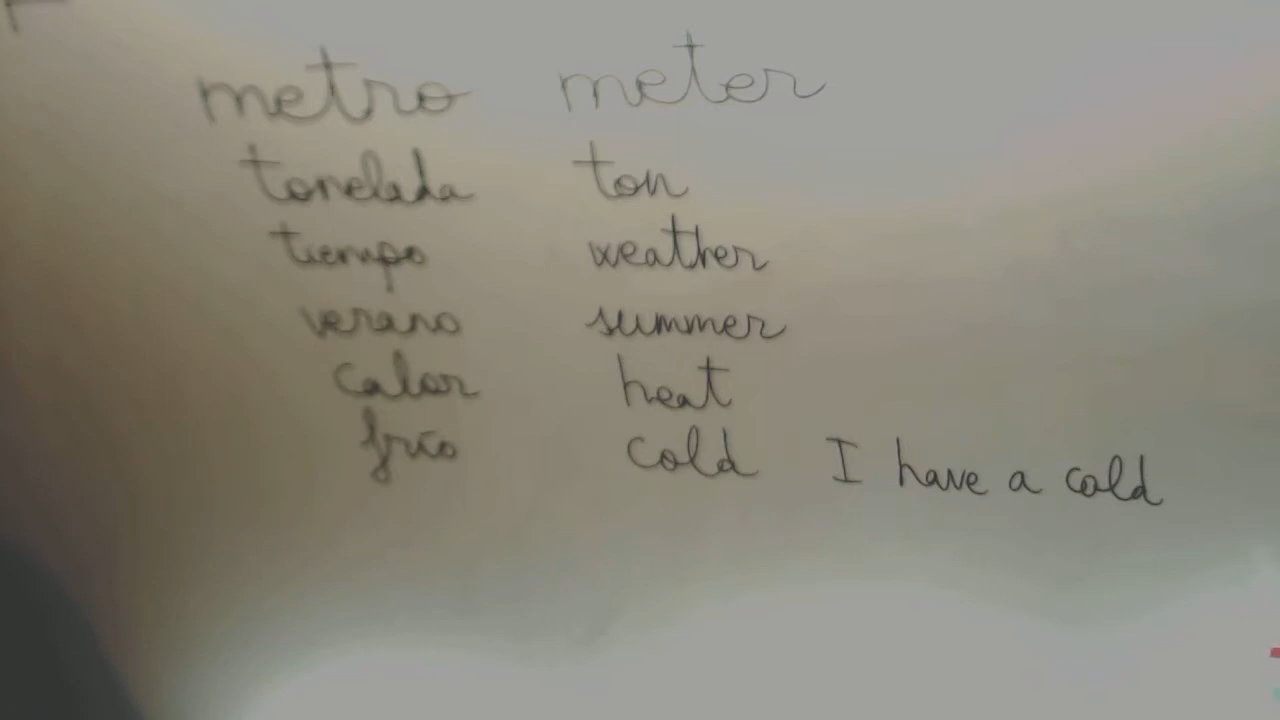 metro meter
tonelada ton
tiempo weather
verano summer
calor heat
frío cold I have a cold